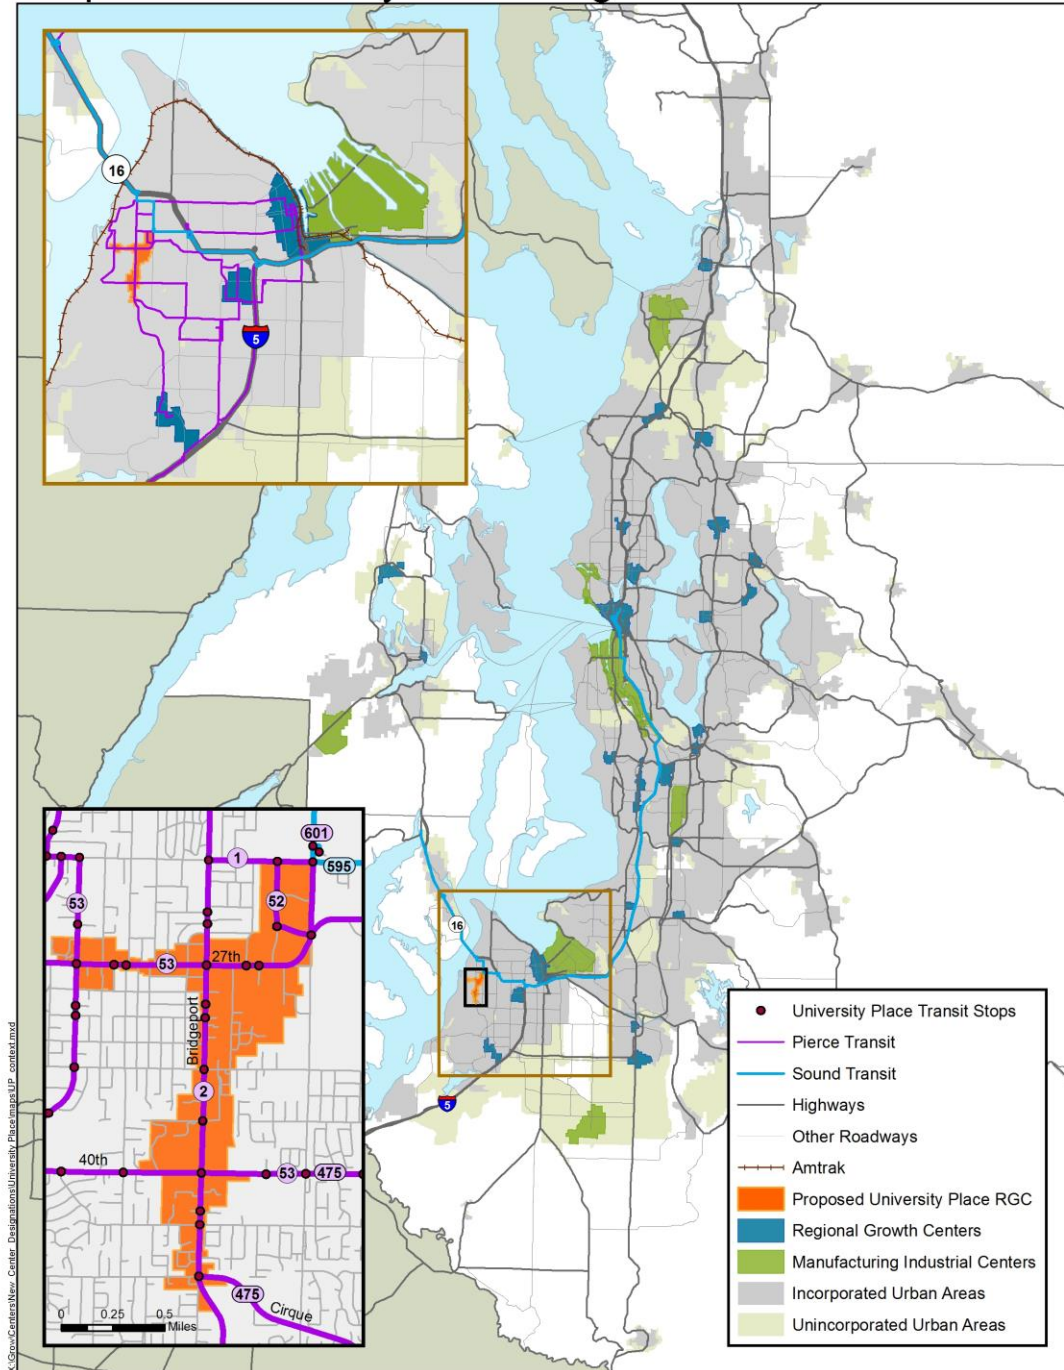 16
5
601
1
595
53
52
53
27th
Bridgeport
2
40th
53
475
475
Cirque
0 0.25 0.5
Miles
16
5
University Place Transit Stops
Pierce Transit
Sound Transit
Highways
Other Roadways
Amtrak
Proposed University Place RGC
Regional Growth Centers
Manufacturing Industrial Centers
Incorporated Urban Areas
Unincorporated Urban Areas